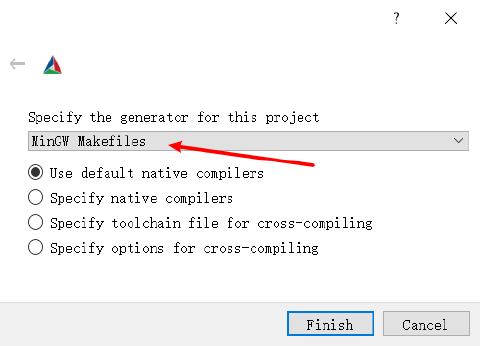 ?
Specify the generator for this project
MinGW Makefiles
Use default native compilers
Specify native compilers
Specify toolchain file for cross-compiling
Specify options for cross-compiling
Finish
Cancel